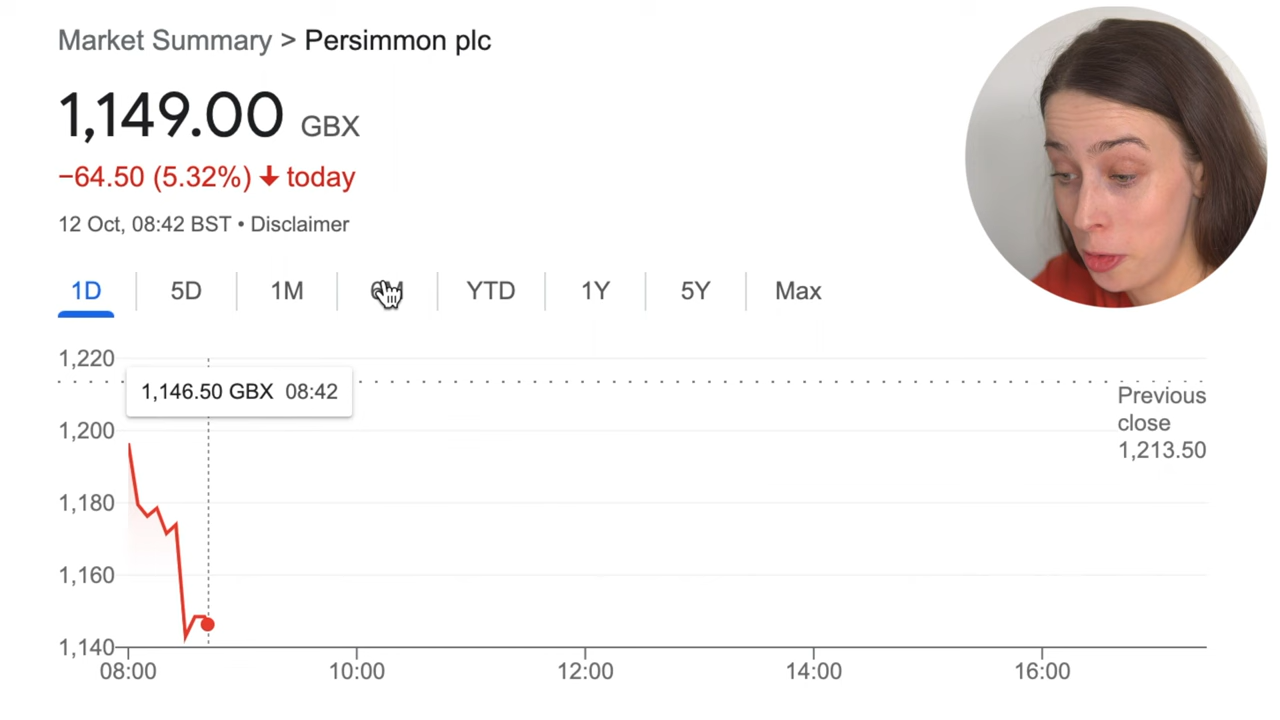 Market Summary > Persimmon plc
1,149.00 GBX
−64.50 (5.32%) ↓ today
12 Oct, 08:42 BST • Disclaimer
1D 5D 1M YTD 1Y 5Y Max
1,220
1,146.50 GBX 08:42
Previous
close
1,213.50
1,200
1,180
1,160
1,140
08:00 10:00 12:00 14:00 16:00